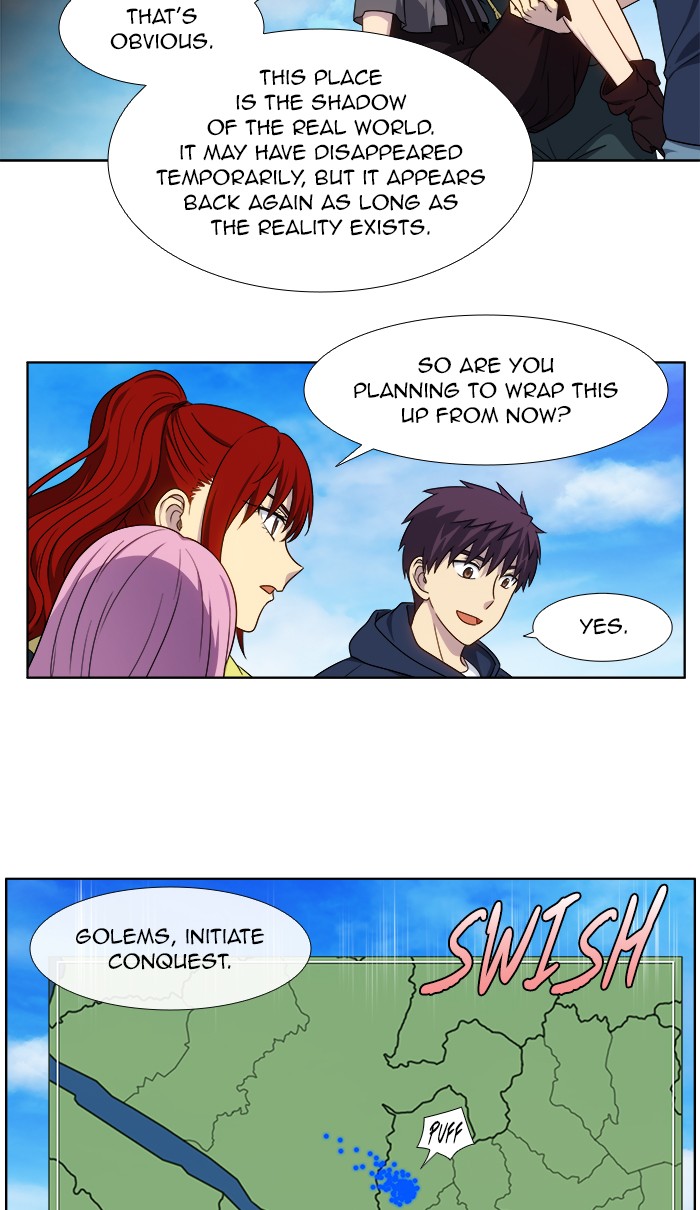 THAT'S
OBVIOUS.
THIS PLACE
IS THE SHADOW
OF THE REAL WORLD.
IT MAY HAVE DISAPPEARED
TEMPORARILY, BUT IT APPEARS
BACK AGAIN AS LONG AS
THE REALITY EXISTS.
SO ARE YOU
PLANNING TO WRAP THIS
UP FROM NOW?
YES.
GOLEMS, INITIATE
CONQUEST.
SWISH
PUFF